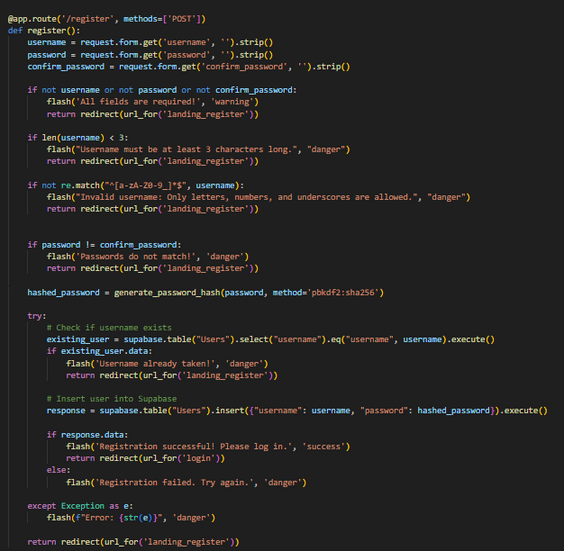 @app.route('/register', methods=['POST'])
def register():
    username = request.form.get('username', '').strip()
    password = request.form.get('password', '').strip()
    confirm_password = request.form.get('confirm_password', '').strip()

    if not username or not password or not confirm_password:
        flash('All fields are required!', 'warning')
        return redirect(url_for('landing_register'))

    if len(username) < 3:
        flash("Username must be at least 3 characters long.", "danger")
        return redirect(url_for('landing_register'))

    if not re.match("^[a-zA-Z0-9_]*$", username):
        flash("Invalid username: Only letters, numbers, and underscores are allowed.", "danger")
        return redirect(url_for('landing_register'))


    if password != confirm_password:
        flash('Passwords do not match!', 'danger')
        return redirect(url_for('landing_register'))

    hashed_password = generate_password_hash(password, method='pbkdf2:sha256')

    try:
        # Check if username exists
        existing_user = supabase.table("Users").select("username").eq("username", username).execute()
        if existing_user.data:
            flash('Username already taken!', 'danger')
            return redirect(url_for('landing_register'))

        # Insert user into Supabase
        response = supabase.table("Users").insert({"username": username, "password": hashed_password}).execute()

        if response.data:
            flash('Registration successful! Please log in.', 'success')
            return redirect(url_for('login'))
        else:
            flash('Registration failed. Try again.', 'danger')

    except Exception as e:
        flash(f"Error: {str(e)}", 'danger')

    return redirect(url_for('landing_register'))